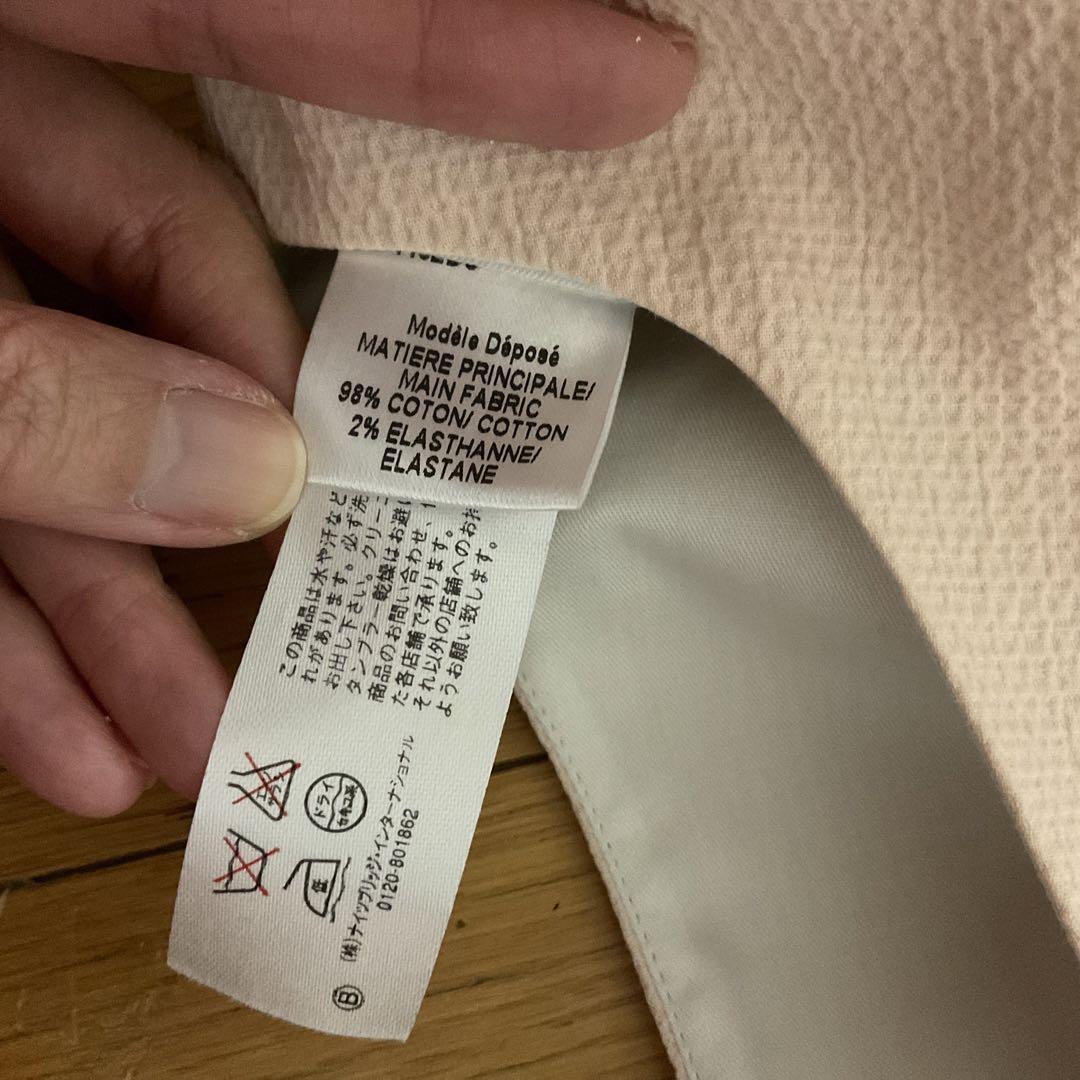 Modèle Déposé
MATIERE PRINCIPALE/
MAIN FABRIC
98% COTON/ COTTON
2% ELASTHANNE/
ELASTANE
この商品は水や汗など
れがあります。必ず洗
お出し下さい。クリーニ
タンブラー乾燥はお避け
商品のお問い合わせ、
た各店舗で承ります。
それ以外の店舗へのお持
ようお願い致します。
ドライ
低
(株)ナイツブリッジ・インターナショナル
0120-801862
B